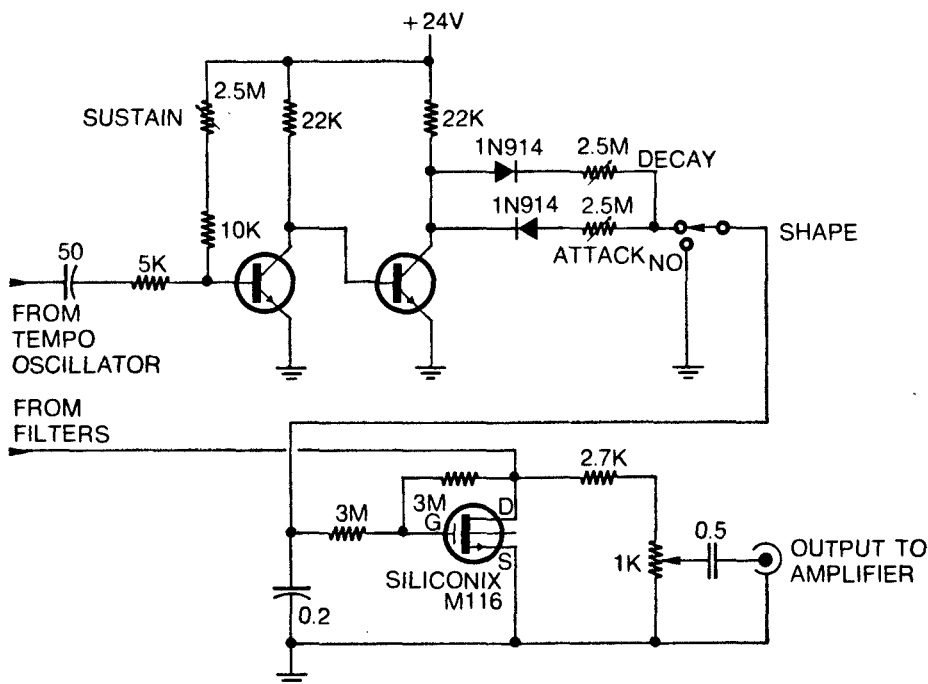 +24V
2.5M
SUSTAIN
22K
22K
1N914
2.5M
DECAY
1N914
2.5M
10K
SHAPE
ATTACK
NO
50
5K
FROM
TEMPO
OSCILLATOR
FROM
FILTERS
2.7K
3M
3M
D
G
S
0.5
1K
OUTPUT TO
AMPLIFIER
SILICONIX
M116
0.2